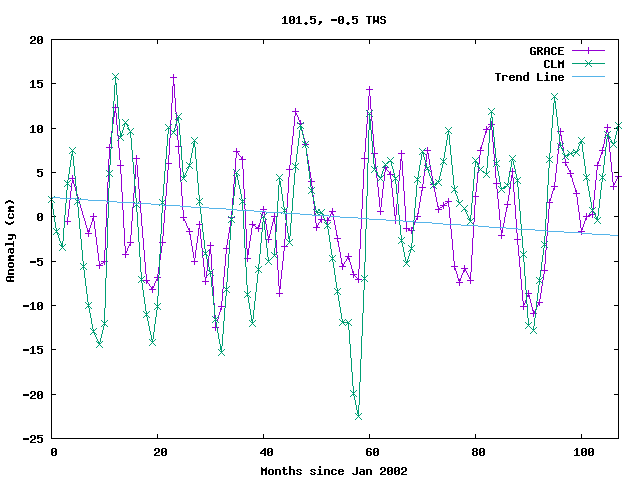 101.5, -0.5 TWS
GRACE
CLM
Trend Line
20
15
10
5
0
-5
-10
-15
-20
-25
Anomaly (cm)
0 20 40 60 80 100
Months since Jan 2002